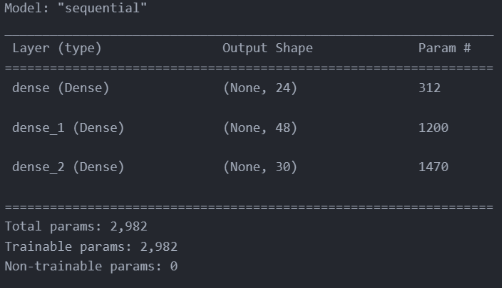 Model: "sequential"
_________________________________________________________________
Layer (type) Output Shape Param #
=================================================================
dense (Dense) (None, 24) 312
dense_1 (Dense) (None, 48) 1200
dense_2 (Dense) (None, 30) 1470
=================================================================
Total params: 2,982
Trainable params: 2,982
Non-trainable params: 0